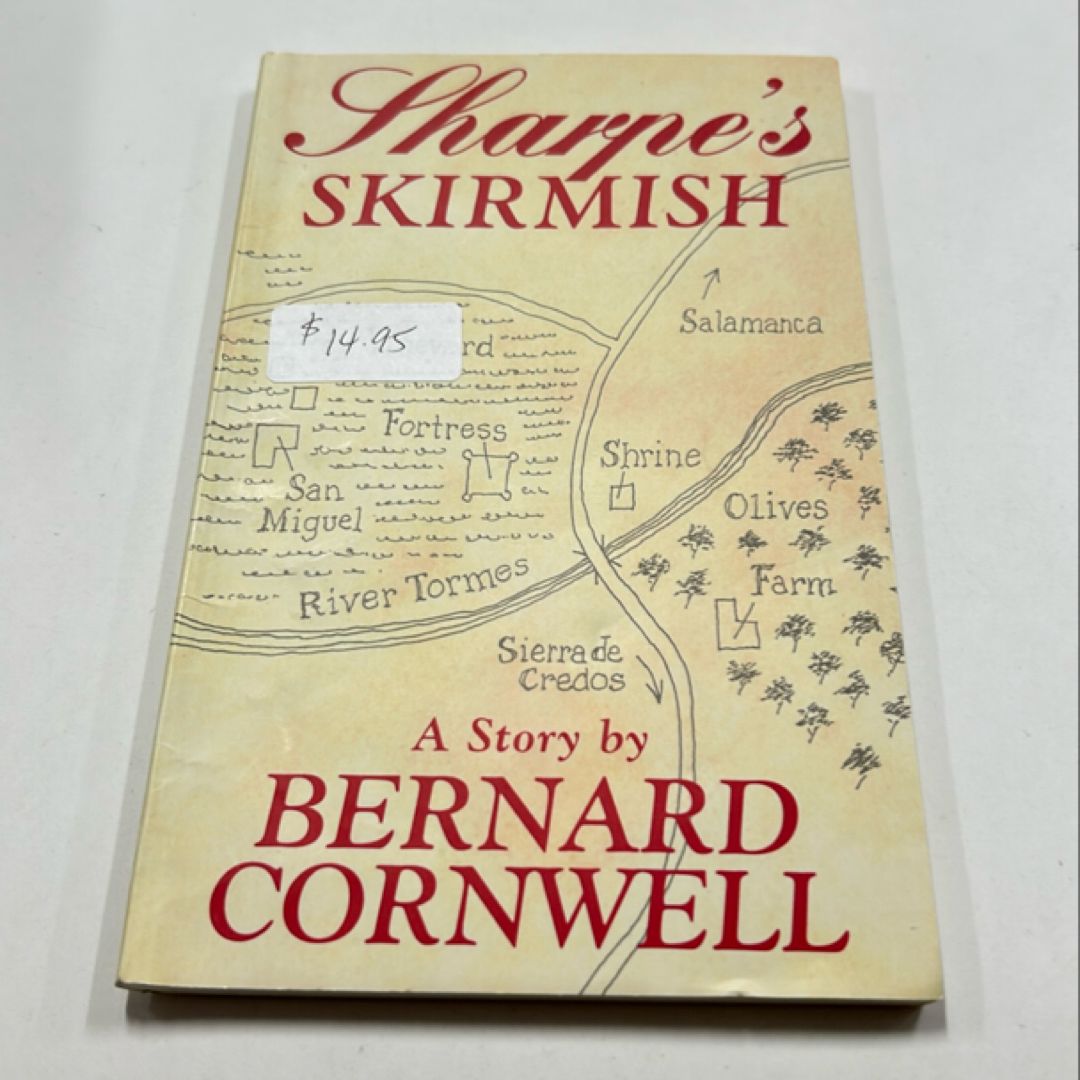 Sharpe's
SKIRMISH
Salamanca
$14.95
Fortress
Shrine
San
Miguel
Olives
River Tormes
Farm
Sierra de
Credos
A Story by
BERNARD
CORNWELL